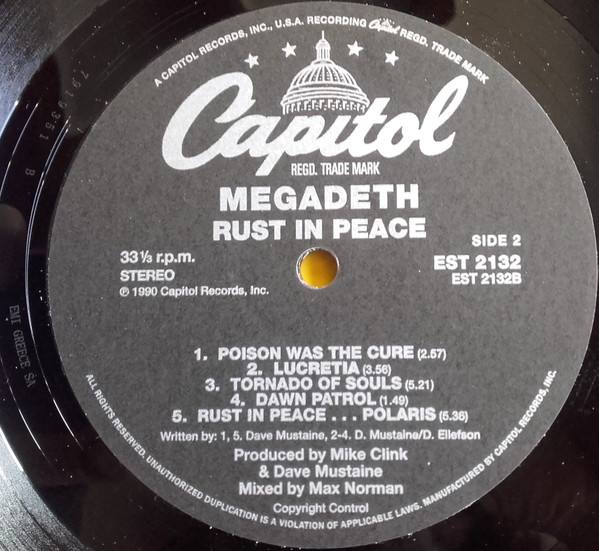 A CAPITOL RECORDS, INC., U.S.A. RECORDING Capitol REGD. TRADE MARK
Capitol
REGD. TRADE MARK
MEGADETH
RUST IN PEACE
SIDE 2
33⅓ r.p.m.
EST 2132
STEREO
EST 2132B
℗ 1990 Capitol Records, Inc.
1. POISON WAS THE CURE (2.57)
2. LUCRETIA (3.56)
3. TORNADO OF SOULS (5.21)
4. DAWN PATROL (1.49)
5. RUST IN PEACE . . . POLARIS (5.36)
Written by: 1, 5. Dave Mustaine, 2-4. D. Mustaine/D. Ellefson
Produced by Mike Clink
& Dave Mustaine
Mixed by Max Norman
Copyright Control
ALL RIGHTS RESERVED. UNAUTHORIZED DUPLICATION IS A VIOLATION OF APPLICABLE LAWS. MANUFACTURED BY CAPITOL RECORDS, INC.
EMI GREECE SA